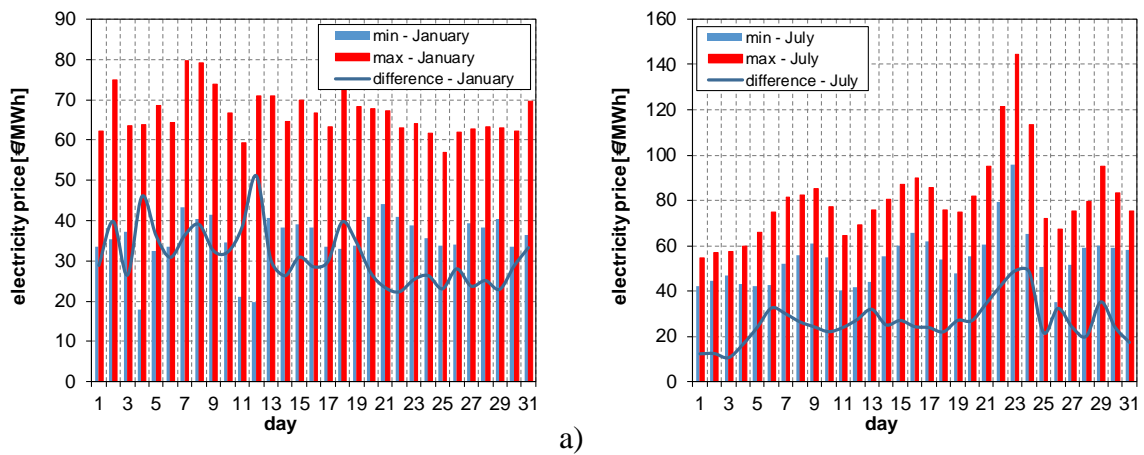 90
80
70
60
50
40
30
20
10
0
electricity price [€/MWh]
min - January
max - January
difference - January
1 3 5 7 9 11 13 15 17 19 21 23 25 27 29 31
day
160
140
120
100
80
60
40
20
0
electricity price [€/MWh]
min - July
max - July
difference - July
1 3 5 7 9 11 13 15 17 19 21 23 25 27 29 31
day
a)